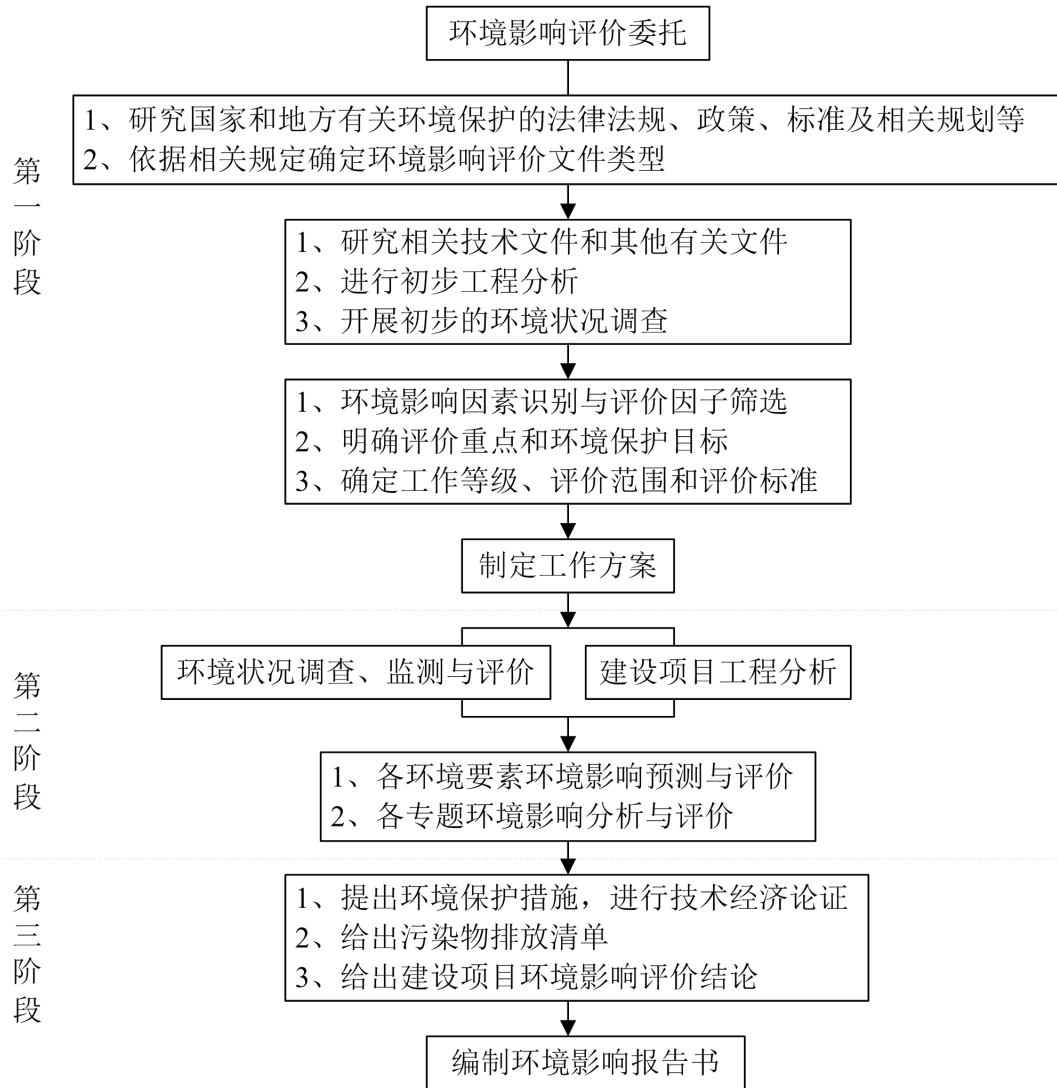 环境影响评价委托
第一阶段
1、研究国家和地方有关环境保护的法律法规、政策、标准及相关规划等
2、依据相关规定确定环境影响评价文件类型
1、研究相关技术文件和其他有关文件
2、进行初步工程分析
3、开展初步的环境状况调查
1、环境影响因素识别与评价因子筛选
2、明确评价重点和环境保护目标
3、确定工作等级、评价范围和评价标准
制定工作方案
第二阶段
环境状况调查、监测与评价
建设项目工程分析
1、各环境要素环境影响预测与评价
2、各专题环境影响分析与评价
第三阶段
1、提出环境保护措施，进行技术经济论证
2、给出污染物排放清单
3、给出建设项目环境影响评价结论
编制环境影响报告书